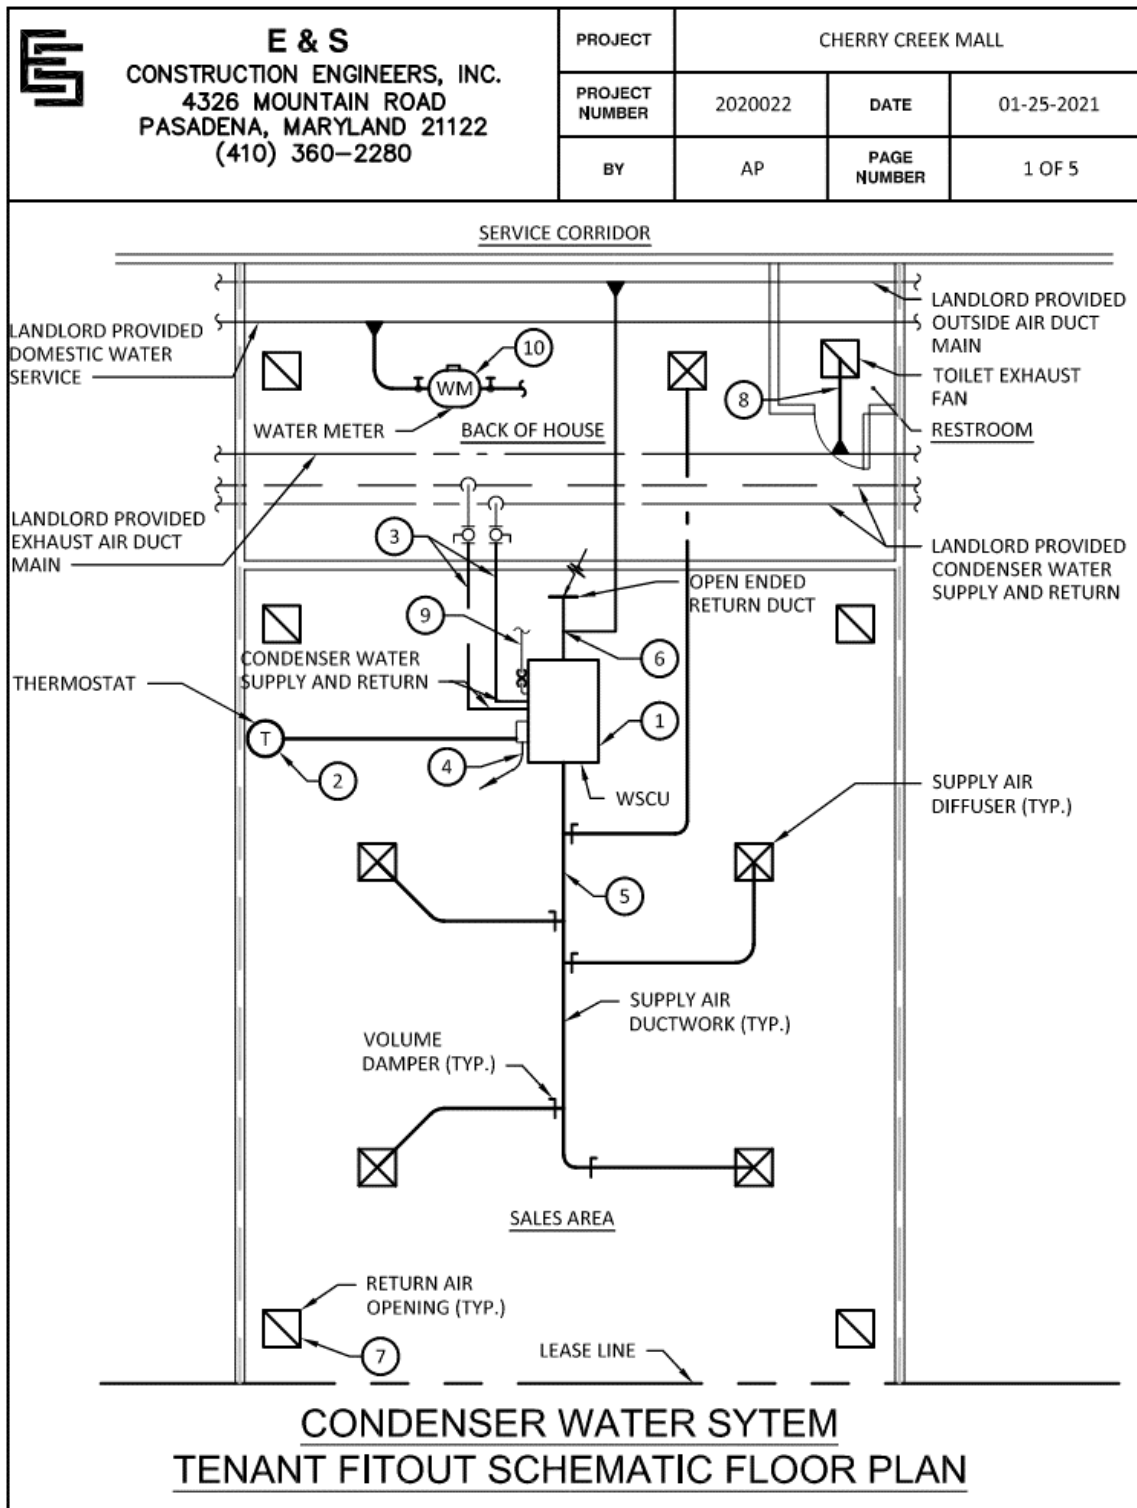 E & S
CONSTRUCTION ENGINEERS, INC.
4326 MOUNTAIN ROAD
PASADENA, MARYLAND 21122
(410) 360-2280
PROJECT
CHERRY CREEK MALL
PROJECT
NUMBER
2020022
DATE
01-25-2021
BY
AP
PAGE
NUMBER
1 OF 5
SERVICE CORRIDOR
LANDLORD PROVIDED
OUTSIDE AIR DUCT
MAIN
LANDLORD PROVIDED
DOMESTIC WATER
SERVICE
10
WM
8
TOILET EXHAUST
FAN
WATER METER
BACK OF HOUSE
RESTROOM
LANDLORD PROVIDED
EXHAUST AIR DUCT
MAIN
3
LANDLORD PROVIDED
CONDENSER WATER
SUPPLY AND RETURN
OPEN ENDED
RETURN DUCT
9
6
CONDENSER WATER
SUPPLY AND RETURN
THERMOSTAT
1
T
2
4
WSCU
SUPPLY AIR
DIFFUSER (TYP.)
5
SUPPLY AIR
DUCTWORK (TYP.)
VOLUME
DAMPER (TYP.)
SALES AREA
RETURN AIR
OPENING (TYP.)
7
LEASE LINE
CONDENSER WATER SYTEM
TENANT FITOUT SCHEMATIC FLOOR PLAN